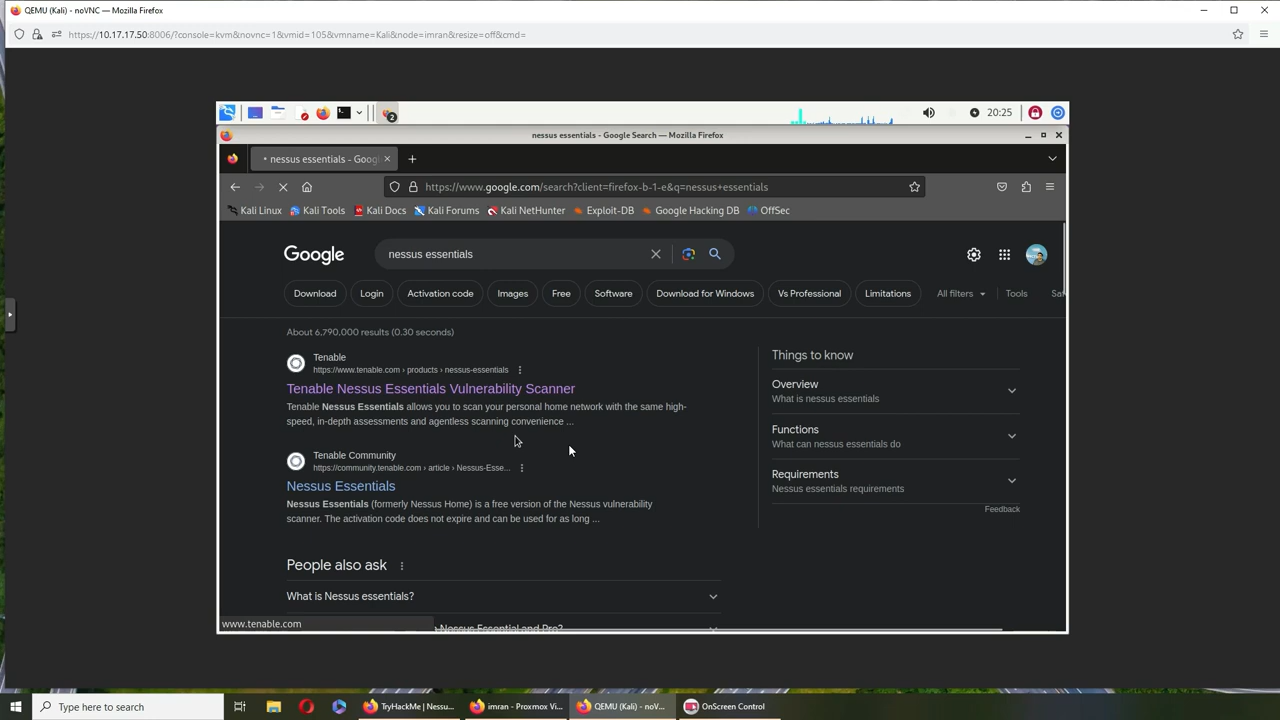 QEMU (Kali) - noVNC — Mozilla Firefox
https://10.17.17.50:8006/?console=kvm&novnc=1&vmid=105&vmname=Kali&node=imran&resize=off&cmd=
2
20:25
nessus essentials - Google Search — Mozilla Firefox
nessus essentials - Googl
https://www.google.com/search?client=firefox-b-1-e&q=nessus+essentials
Kali Linux Kali Tools Kali Docs Kali Forums Kali NetHunter Exploit-DB Google Hacking DB OffSec
Google
nessus essentials
Download Login Activation code Images Free Software Download for Windows Vs Professional Limitations All filters Tools Saf
About 6,790,000 results (0.30 seconds)
Tenable
https://www.tenable.com › products › nessus-essentials
Tenable Nessus Essentials Vulnerability Scanner
Tenable Nessus Essentials allows you to scan your personal home network with the same high-
speed, in-depth assessments and agentless scanning convenience ...
Tenable Community
https://community.tenable.com › article › Nessus-Esse...
Nessus Essentials
Nessus Essentials (formerly Nessus Home) is a free version of the Nessus vulnerability
scanner. The activation code does not expire and can be used for as long ...
People also ask
What is Nessus essentials?
Nessus Essential and Pro?
Things to know
Overview
What is nessus essentials
Functions
What can nessus essentials do
Requirements
Nessus essentials requirements
Feedback
www.tenable.com
Type here to search
TryHackMe | Nessu...
imran - Proxmox Vi...
QEMU (Kali) - noV...
OnScreen Control